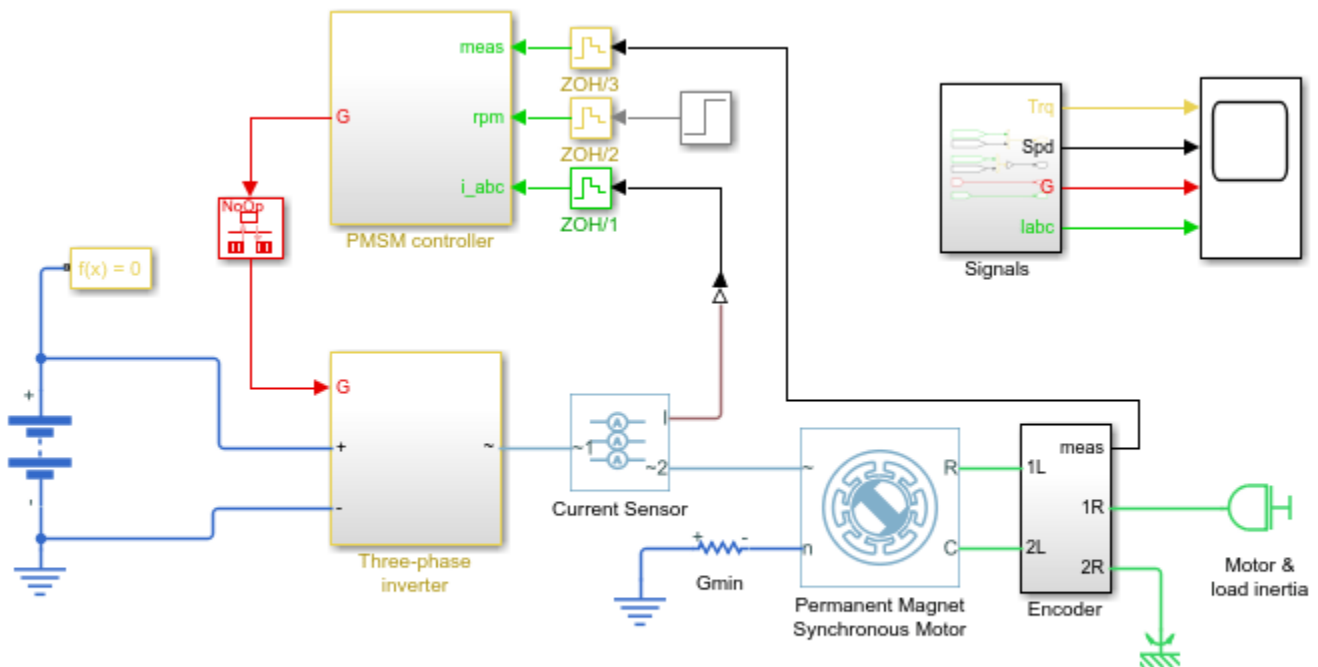 meas
ZOH/3
rpm
ZOH/2
i_abc
ZOH/1
G
PMSM controller
NoOp
f(x) = 0
Trq
Spd
G
Iabc
Signals
+
-
G
+
-
~
Three-phase
inverter
A
A
A
~1
I
~2
Current Sensor
+
-
Gmin
~
n
R
C
Permanent Magnet
Synchronous Motor
meas
1L
1R
2L
2R
Encoder
Motor &
load inertia